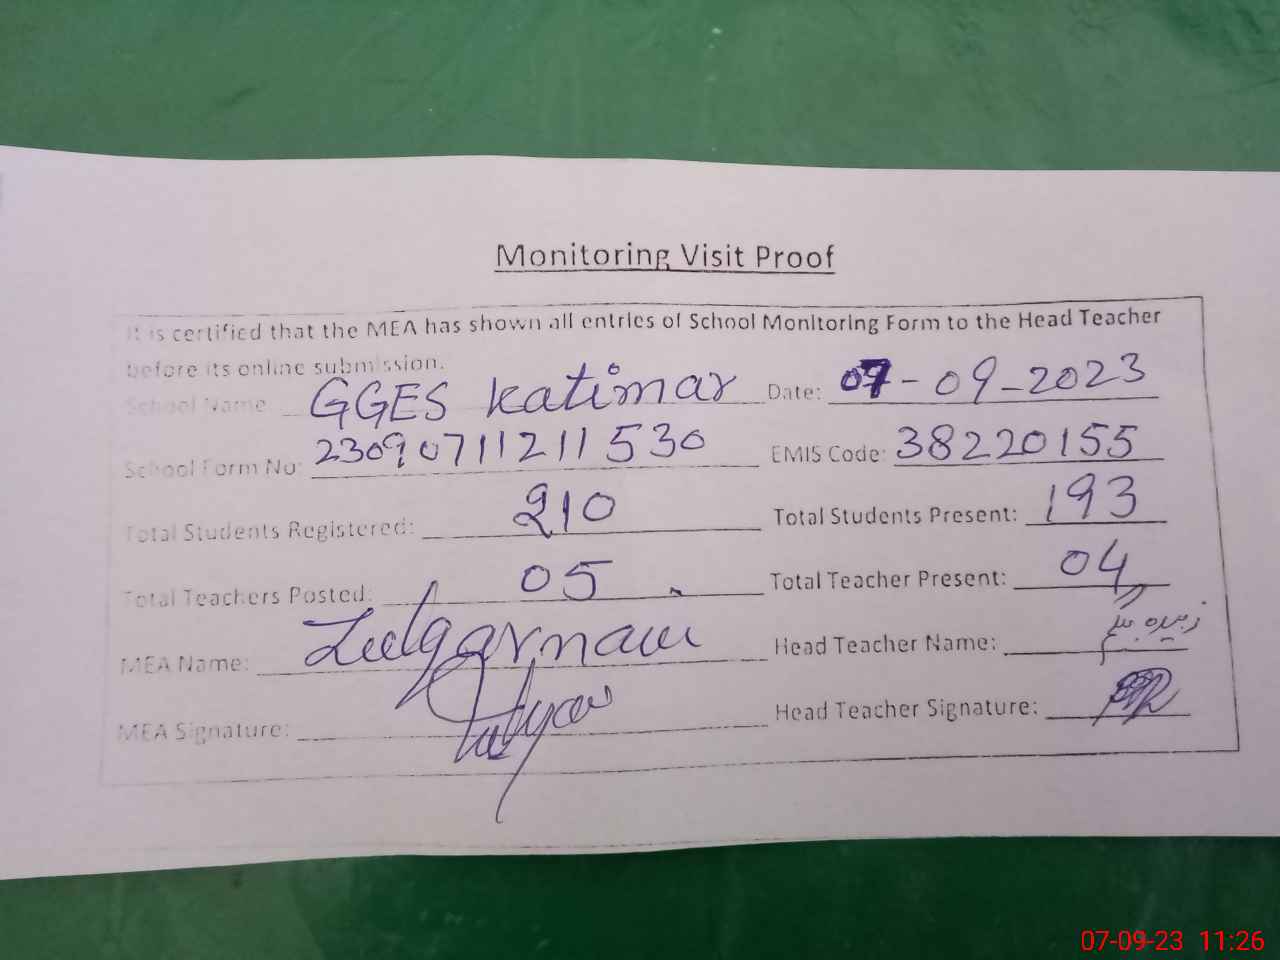 Monitoring Visit Proof
It is certified that the MEA has shown all entries of School Monitoring Form to the Head Teacher
before its online submission.
School Name GGES Katimar Date: 07-09-2023
School Form No: 23090711211530 EMIS Code: 38220155
Total Students Registered: 210 Total Students Present: 193
Total Teachers Posted: 05 Total Teacher Present: 04
MEA Name: Head Teacher Name:
MEA Signature: Head Teacher Signature:
07-09-23 11:26